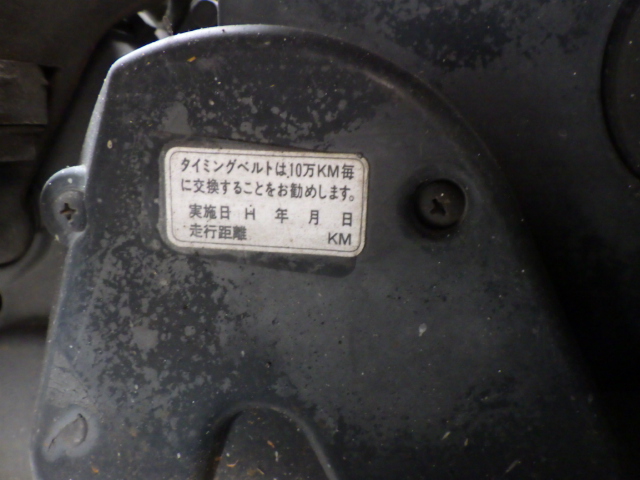 タイミングベルトは、10万KM毎
に交換することをお勧めします。
実施日 H 年 月 日
走行距離 KM